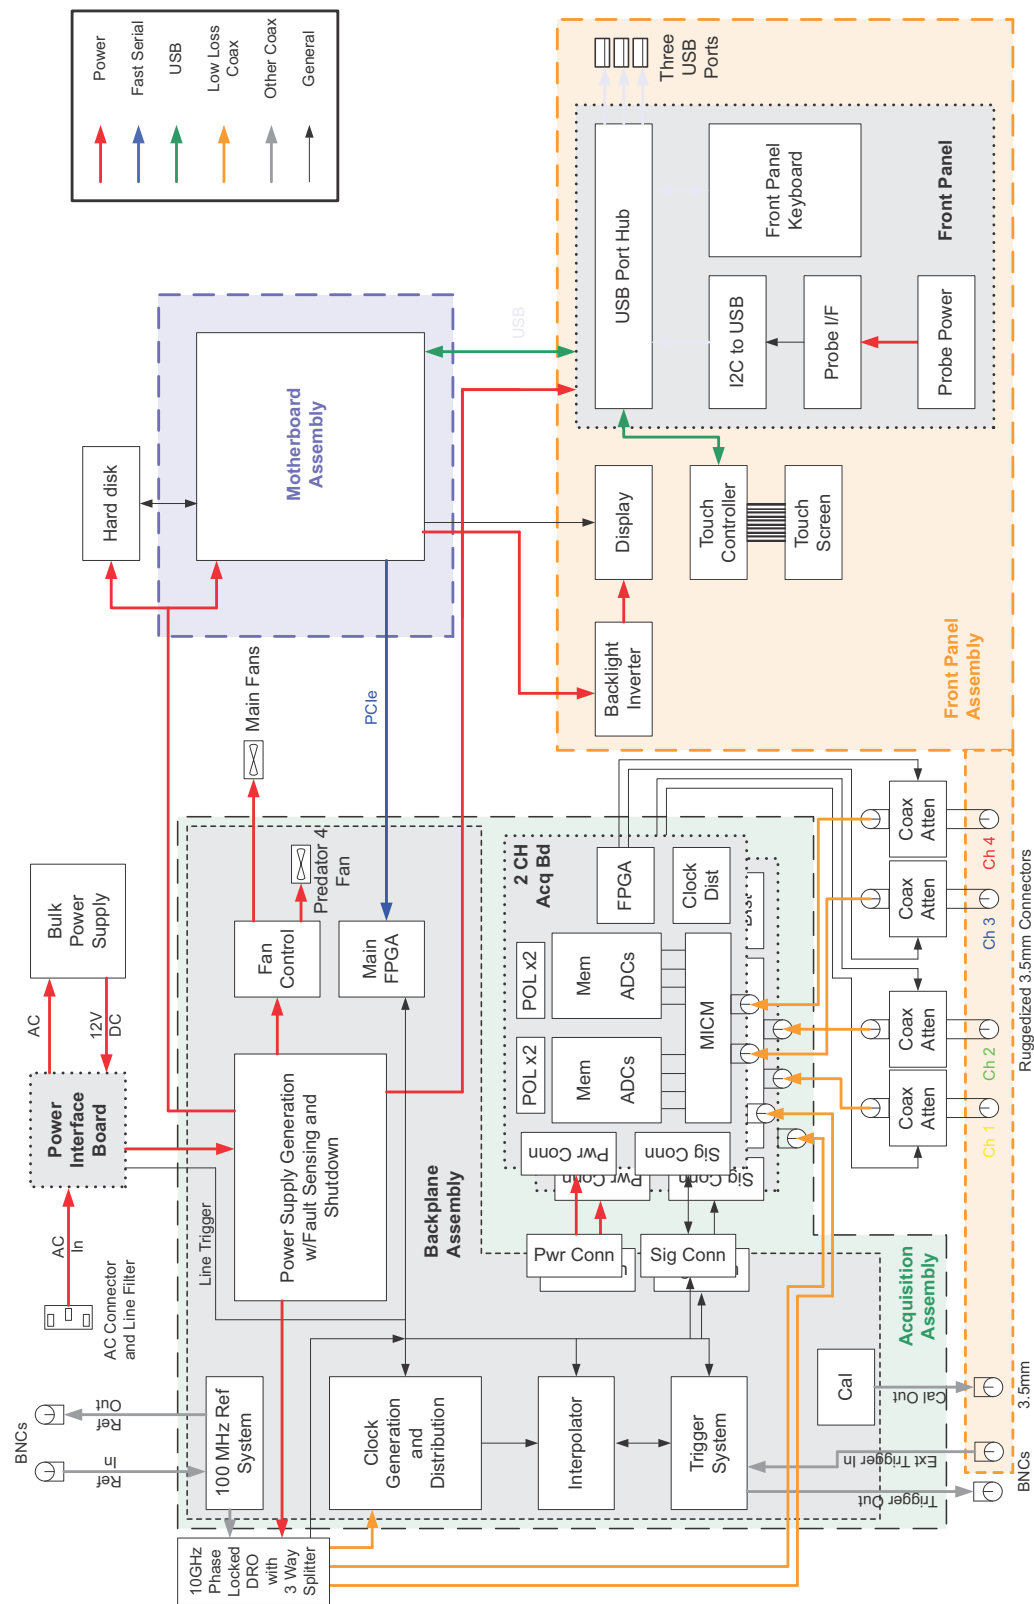 Power
Fast Serial
USB
Low Loss
Coax
Other Coax
General
Three
USB
Ports
USB Port Hub
Front Panel
Keyboard
I2C to USB
Probe I/F
Probe Power
Front Panel
USB
Motherboard
Assembly
Hard disk
Display
Touch
Controller
Touch
Screen
Backlight
Inverter
Front Panel
Assembly
Main Fans
PCIe
Predator 4
Fan
Fan
Control
Main
FPGA
Bulk
Power
Supply
AC
12V
DC
Power
Interface
Board
AC
In
AC Connector
and Line Filter
Line Trigger
Power Supply Generation
w/Fault Sensing and
Shutdown
Backplane
Assembly
2 CH
Acq Bd
FPGA
Clock
Dist
POL x2
POL x2
Mem
ADCs
Mem
ADCs
MICM
Pwr Conn
Sig Conn
Pwr Conn
Sig Conn
Pwr Conn
Sig Conn
Coax
Atten
Coax
Atten
Coax
Atten
Coax
Atten
Ch 4
Ch 3
Ch 2
Ch 1
Ruggedized 3.5mm Connectors
Acquisition
Assembly
BNCs
Ref
Out
Ref
In
100 MHz Ref
System
10GHz
Phase
Locked
DRO
with
3 Way
Splitter
Clock
Generation
and
Distribution
Interpolator
Trigger
System
Cal
Cal Out
Ext Trigger In
Trigger Out
3.5mm
BNCs